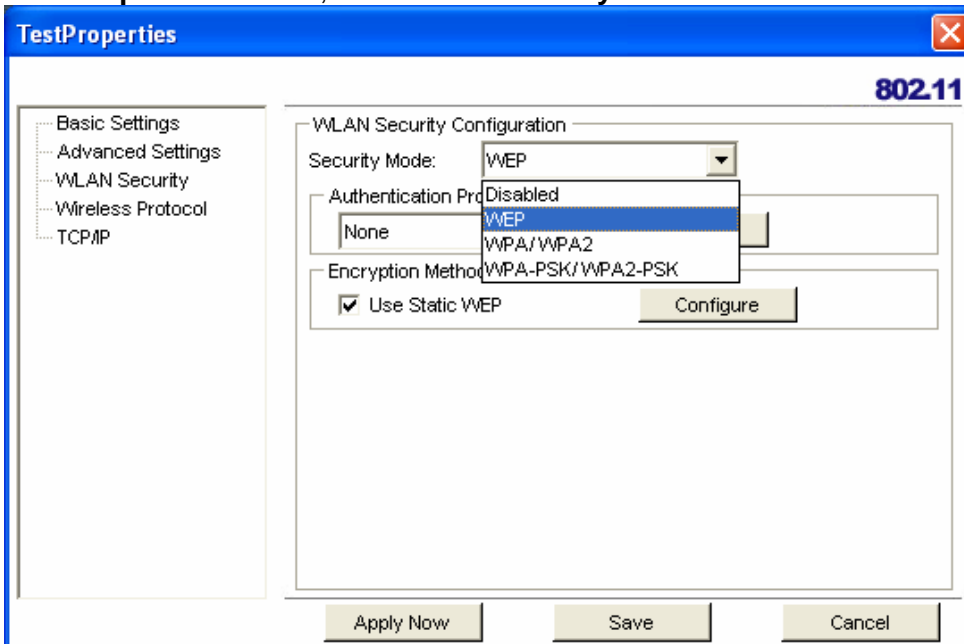 TestProperties
802.11
Basic Settings
Advanced Settings
WLAN Security
Wireless Protocol
TCP/IP
WLAN Security Configuration
Security Mode: WEP
Disabled
WEP
WPA/WPA2
WPA-PSK/WPA2-PSK
Authentication Pro
None
Encryption Metho
Use Static WEP
Configure
Apply Now
Save
Cancel